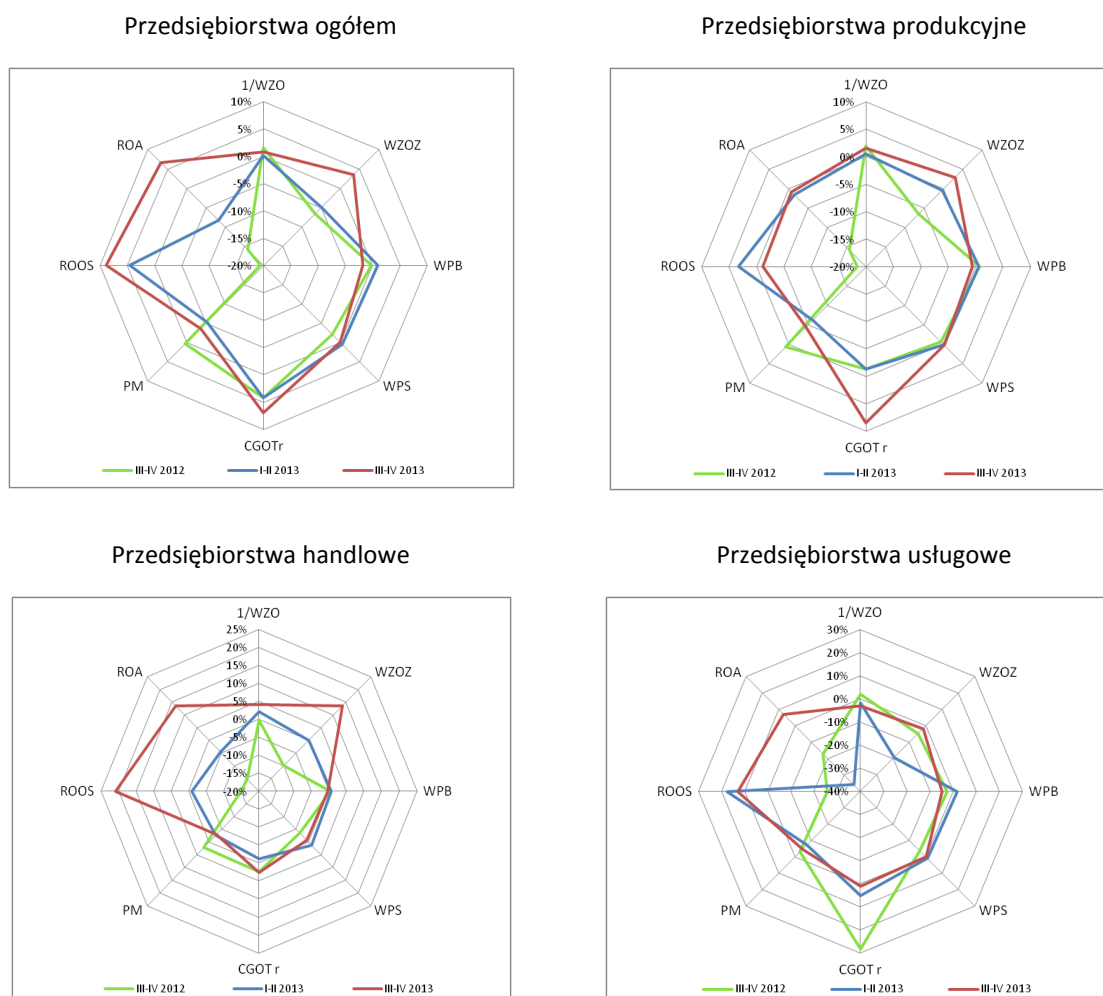 Przedsiębiorstwa ogółem
1/WZO
10%
5%
0%
-5%
-10%
-15%
-20%
WZOZ
WPB
WPS
CGOTr
PM
ROOS
ROA
III-IV 2012
I-II 2013
III-IV 2013
Przedsiębiorstwa produkcyjne
1/WZO
10%
5%
0%
-5%
-10%
-15%
-20%
WZOZ
WPB
WPS
CGOT r
PM
ROOS
ROA
III-IV 2012
I-II 2013
III-IV 2013
Przedsiębiorstwa handlowe
1/WZO
25%
20%
15%
10%
5%
0%
-5%
-10%
-15%
-20%
WZOZ
WPB
WPS
CGOT r
PM
ROOS
ROA
III-IV 2012
I-II 2013
III-IV 2013
Przedsiębiorstwa usługowe
1/WZO
30%
20%
10%
0%
-10%
-20%
-30%
-40%
WZOZ
WPB
WPS
CGOT r
PM
ROOS
ROA
III-IV 2012
I-II 2013
III-IV 2013